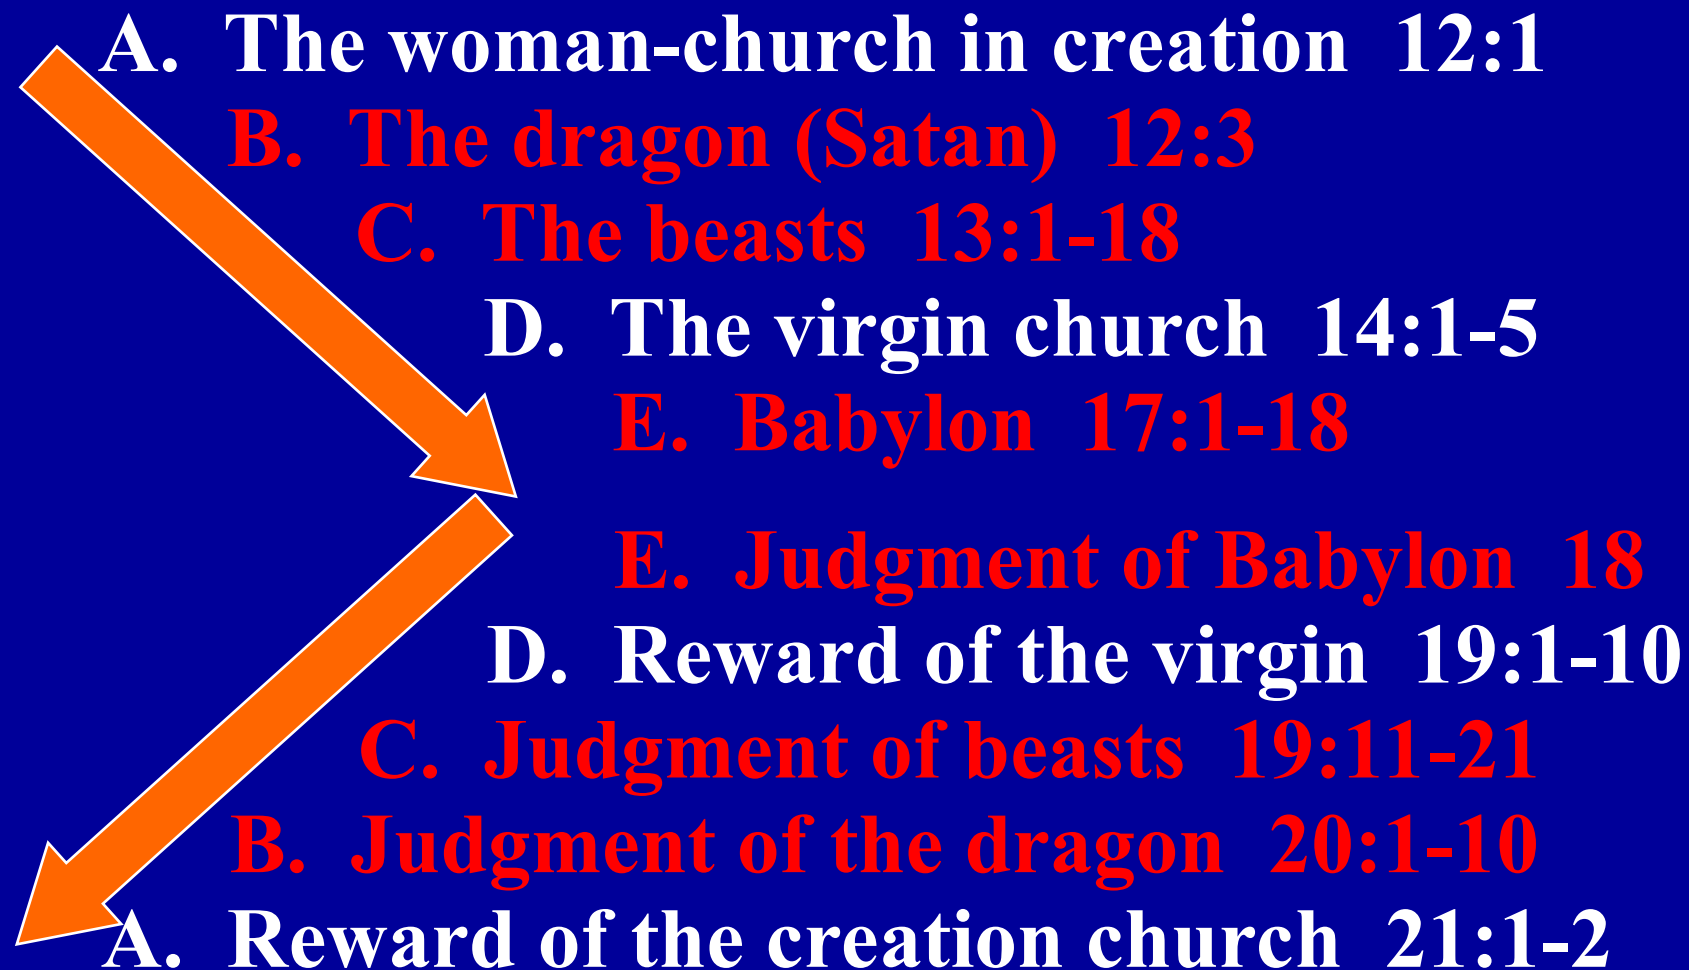 A. The woman-church in creation 12:1
B. The dragon (Satan) 12:3
C. The beasts 13:1-18
D. The virgin church 14:1-5
E. Babylon 17:1-18
E. Judgment of Babylon 18
D. Reward of the virgin 19:1-10
C. Judgment of beasts 19:11-21
B. Judgment of the dragon 20:1-10
A. Reward of the creation church 21:1-2